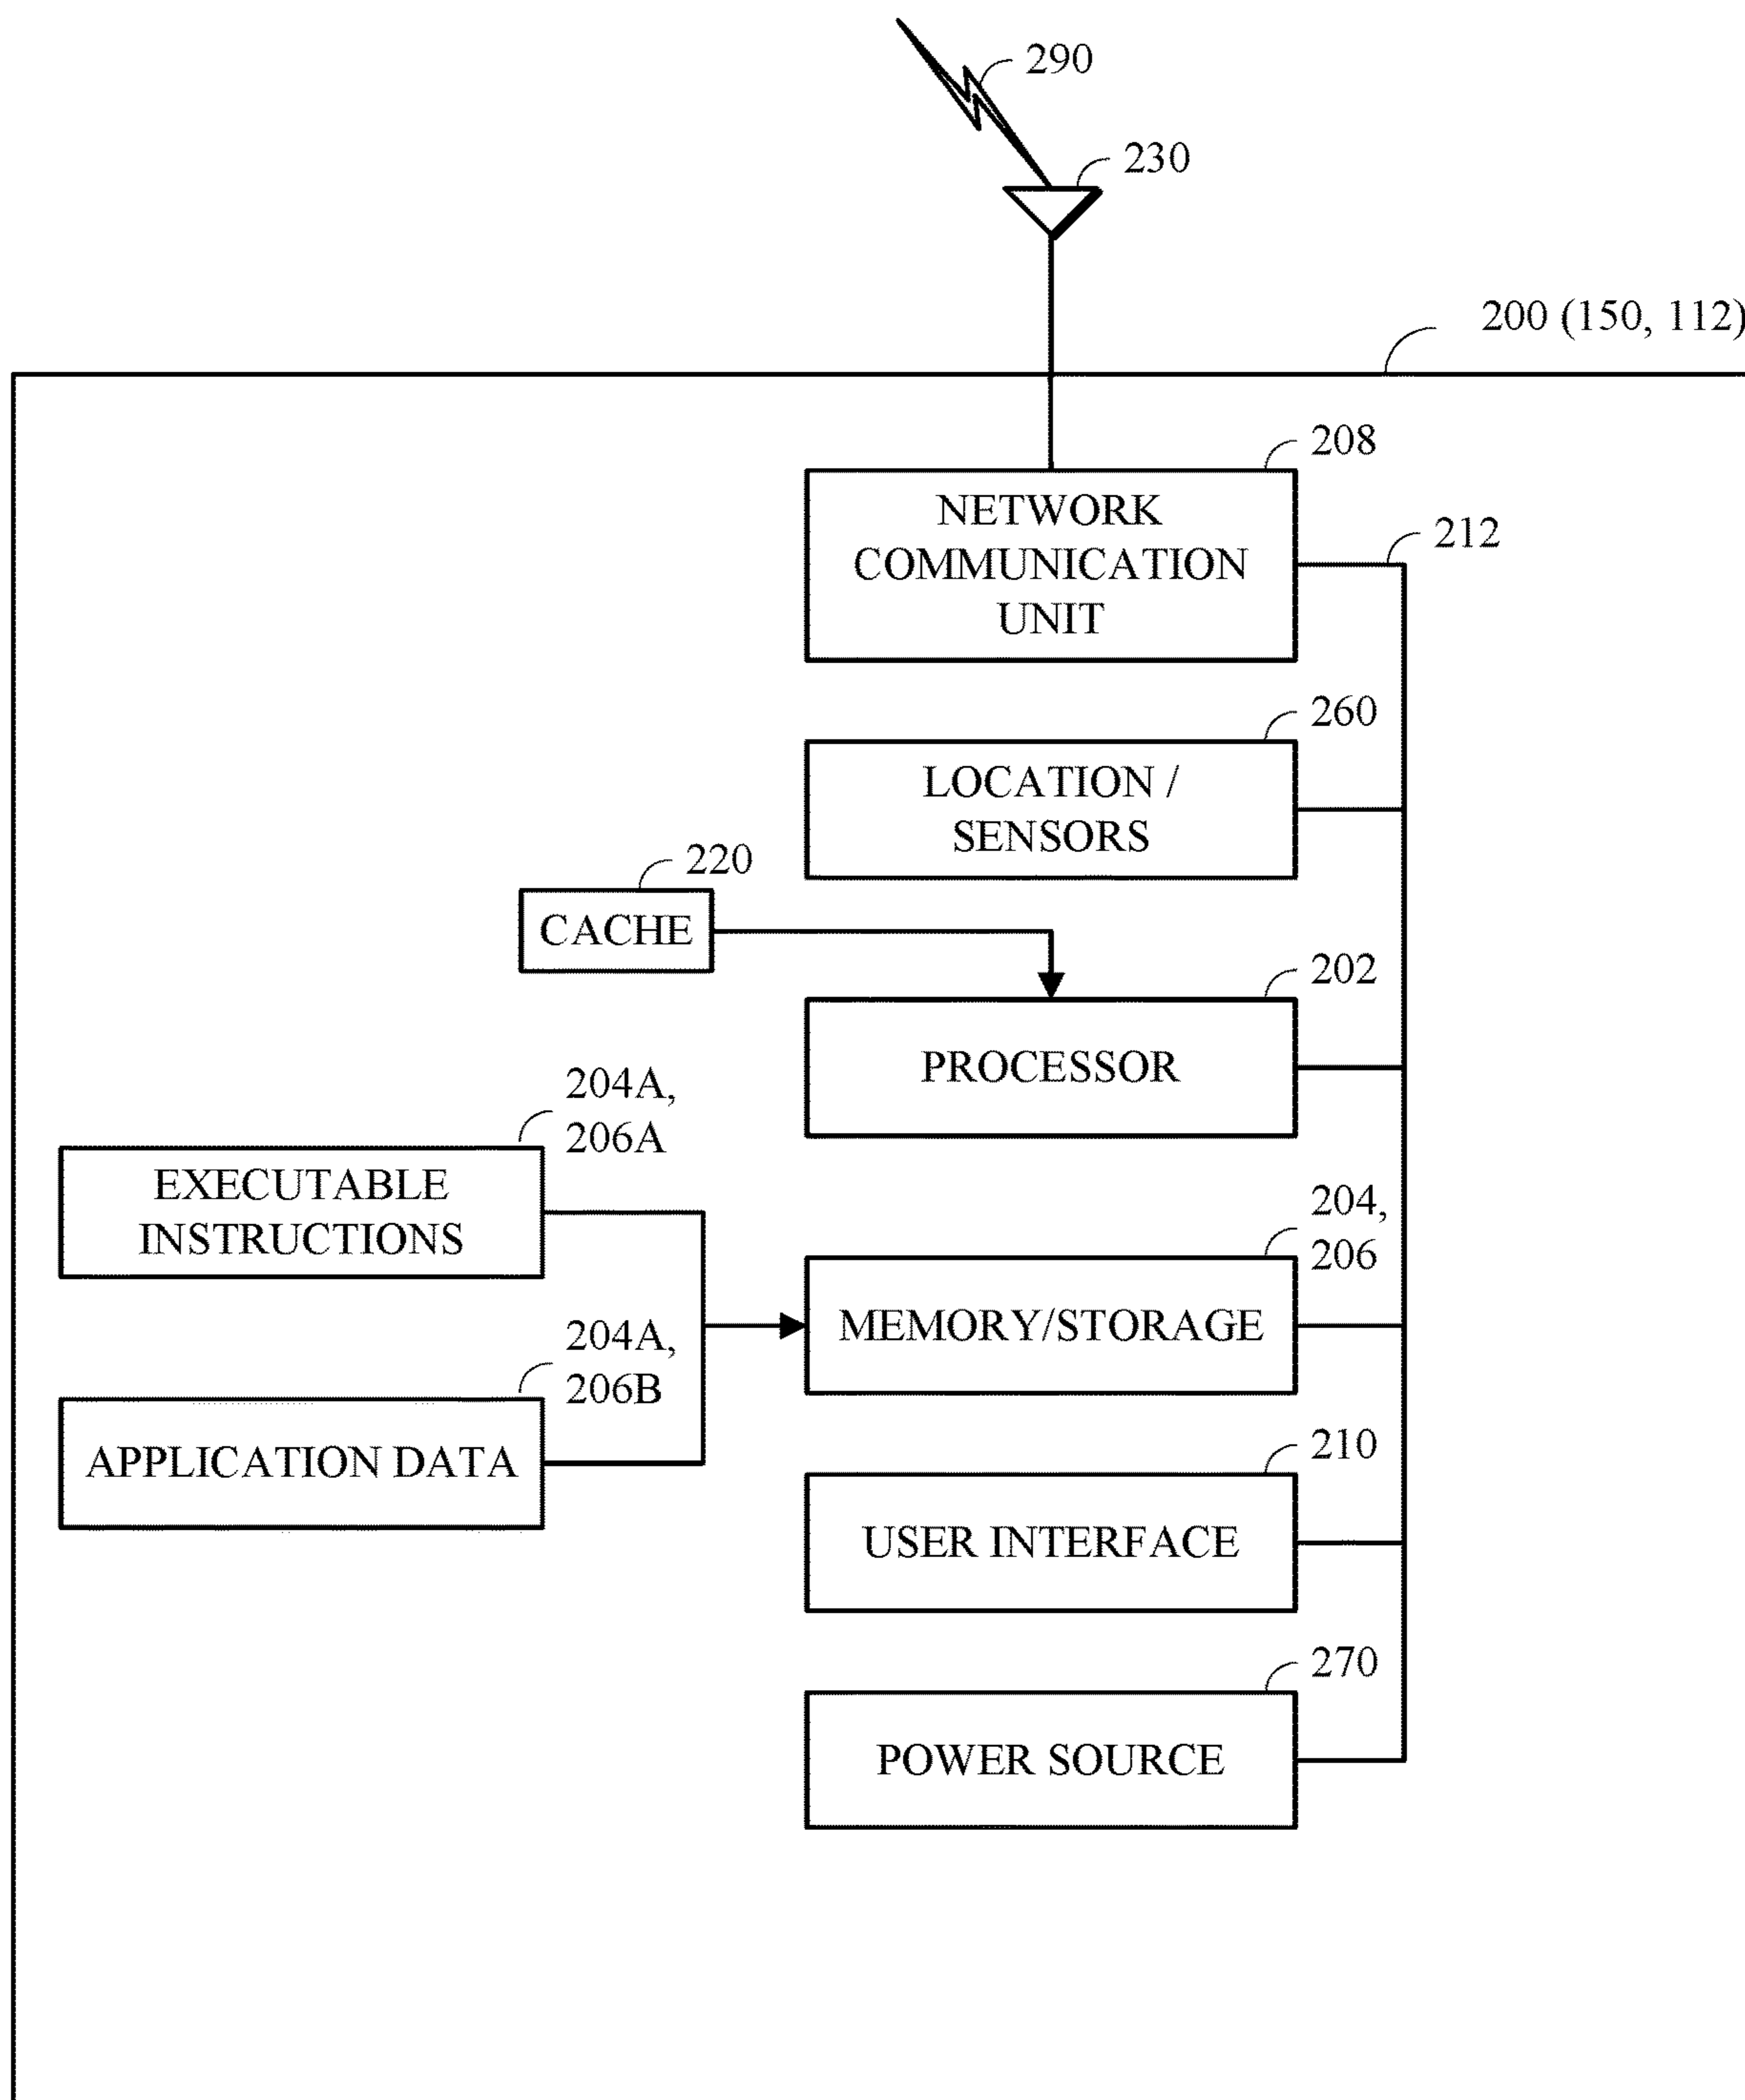 290
230
200 (150, 112)
208
NETWORK
COMMUNICATION
UNIT
212
260
LOCATION /
SENSORS
220
CACHE
202
PROCESSOR
204A,
206A
EXECUTABLE
INSTRUCTIONS
204,
206
MEMORY/STORAGE
204A,
206B
APPLICATION DATA
210
USER INTERFACE
270
POWER SOURCE